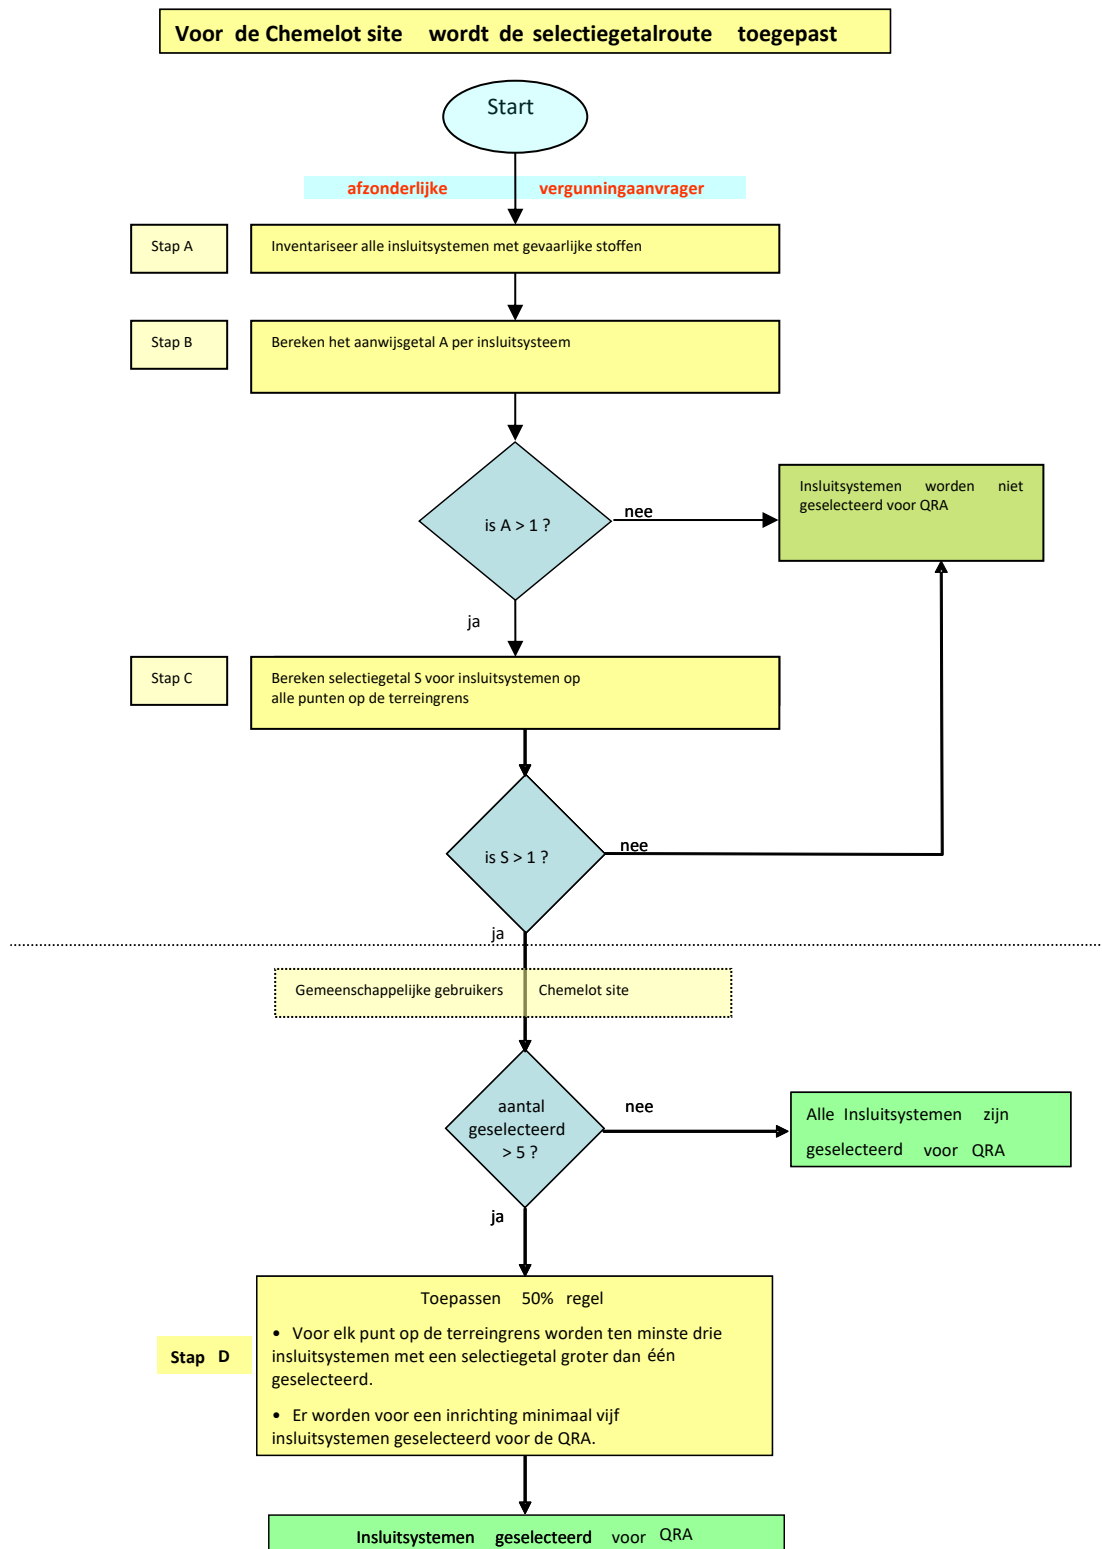 Voor de Chemelot site wordt de selectiegetalroute toegepast
Start
afzonderlijke vergunningaanvrager
Stap A
Inventariseer alle insluitsystemen met gevaarlijke stoffen
Stap B
Bereken het aanwijsgetal A per insluitsysteem
is A > 1 ?
nee
Insluitsystemen worden niet
geselecteerd voor QRA
ja
Stap C
Bereken selectiegetal S voor insluitsystemen op
alle punten op de terreingrens
is S > 1 ?
nee
ja
Gemeenschappelijke gebruikers Chemelot site
aantal
geselecteerd
> 5 ?
nee
Alle Insluitsystemen zijn
geselecteerd voor QRA
ja
Toepassen 50% regel
Stap D
• Voor elk punt op de terreingrens worden ten minste drie
insluitsystemen met een selectiegetal groter dan één
geselecteerd.
• Er worden voor een inrichting minimaal vijf
insluitsystemen geselecteerd voor de QRA.
Insluitsystemen geselecteerd voor QRA